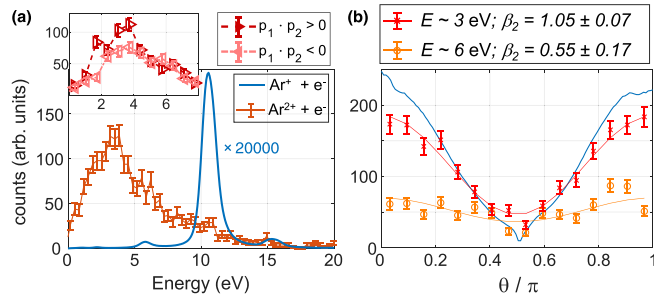 (a)
p1 · p2 > 0
p1 · p2 < 0
100
50
0
2
4
6
Ar+ + e-
Ar2+ + e-
× 20000
counts (arb. units)
150
100
50
0
0
5
10
15
20
Energy (eV)
(b)
E ~ 3 eV; β2 = 1.05 ± 0.07
E ~ 6 eV; β2 = 0.55 ± 0.17
200
100
0
0
0.2
0.4
0.6
0.8
1
θ / π